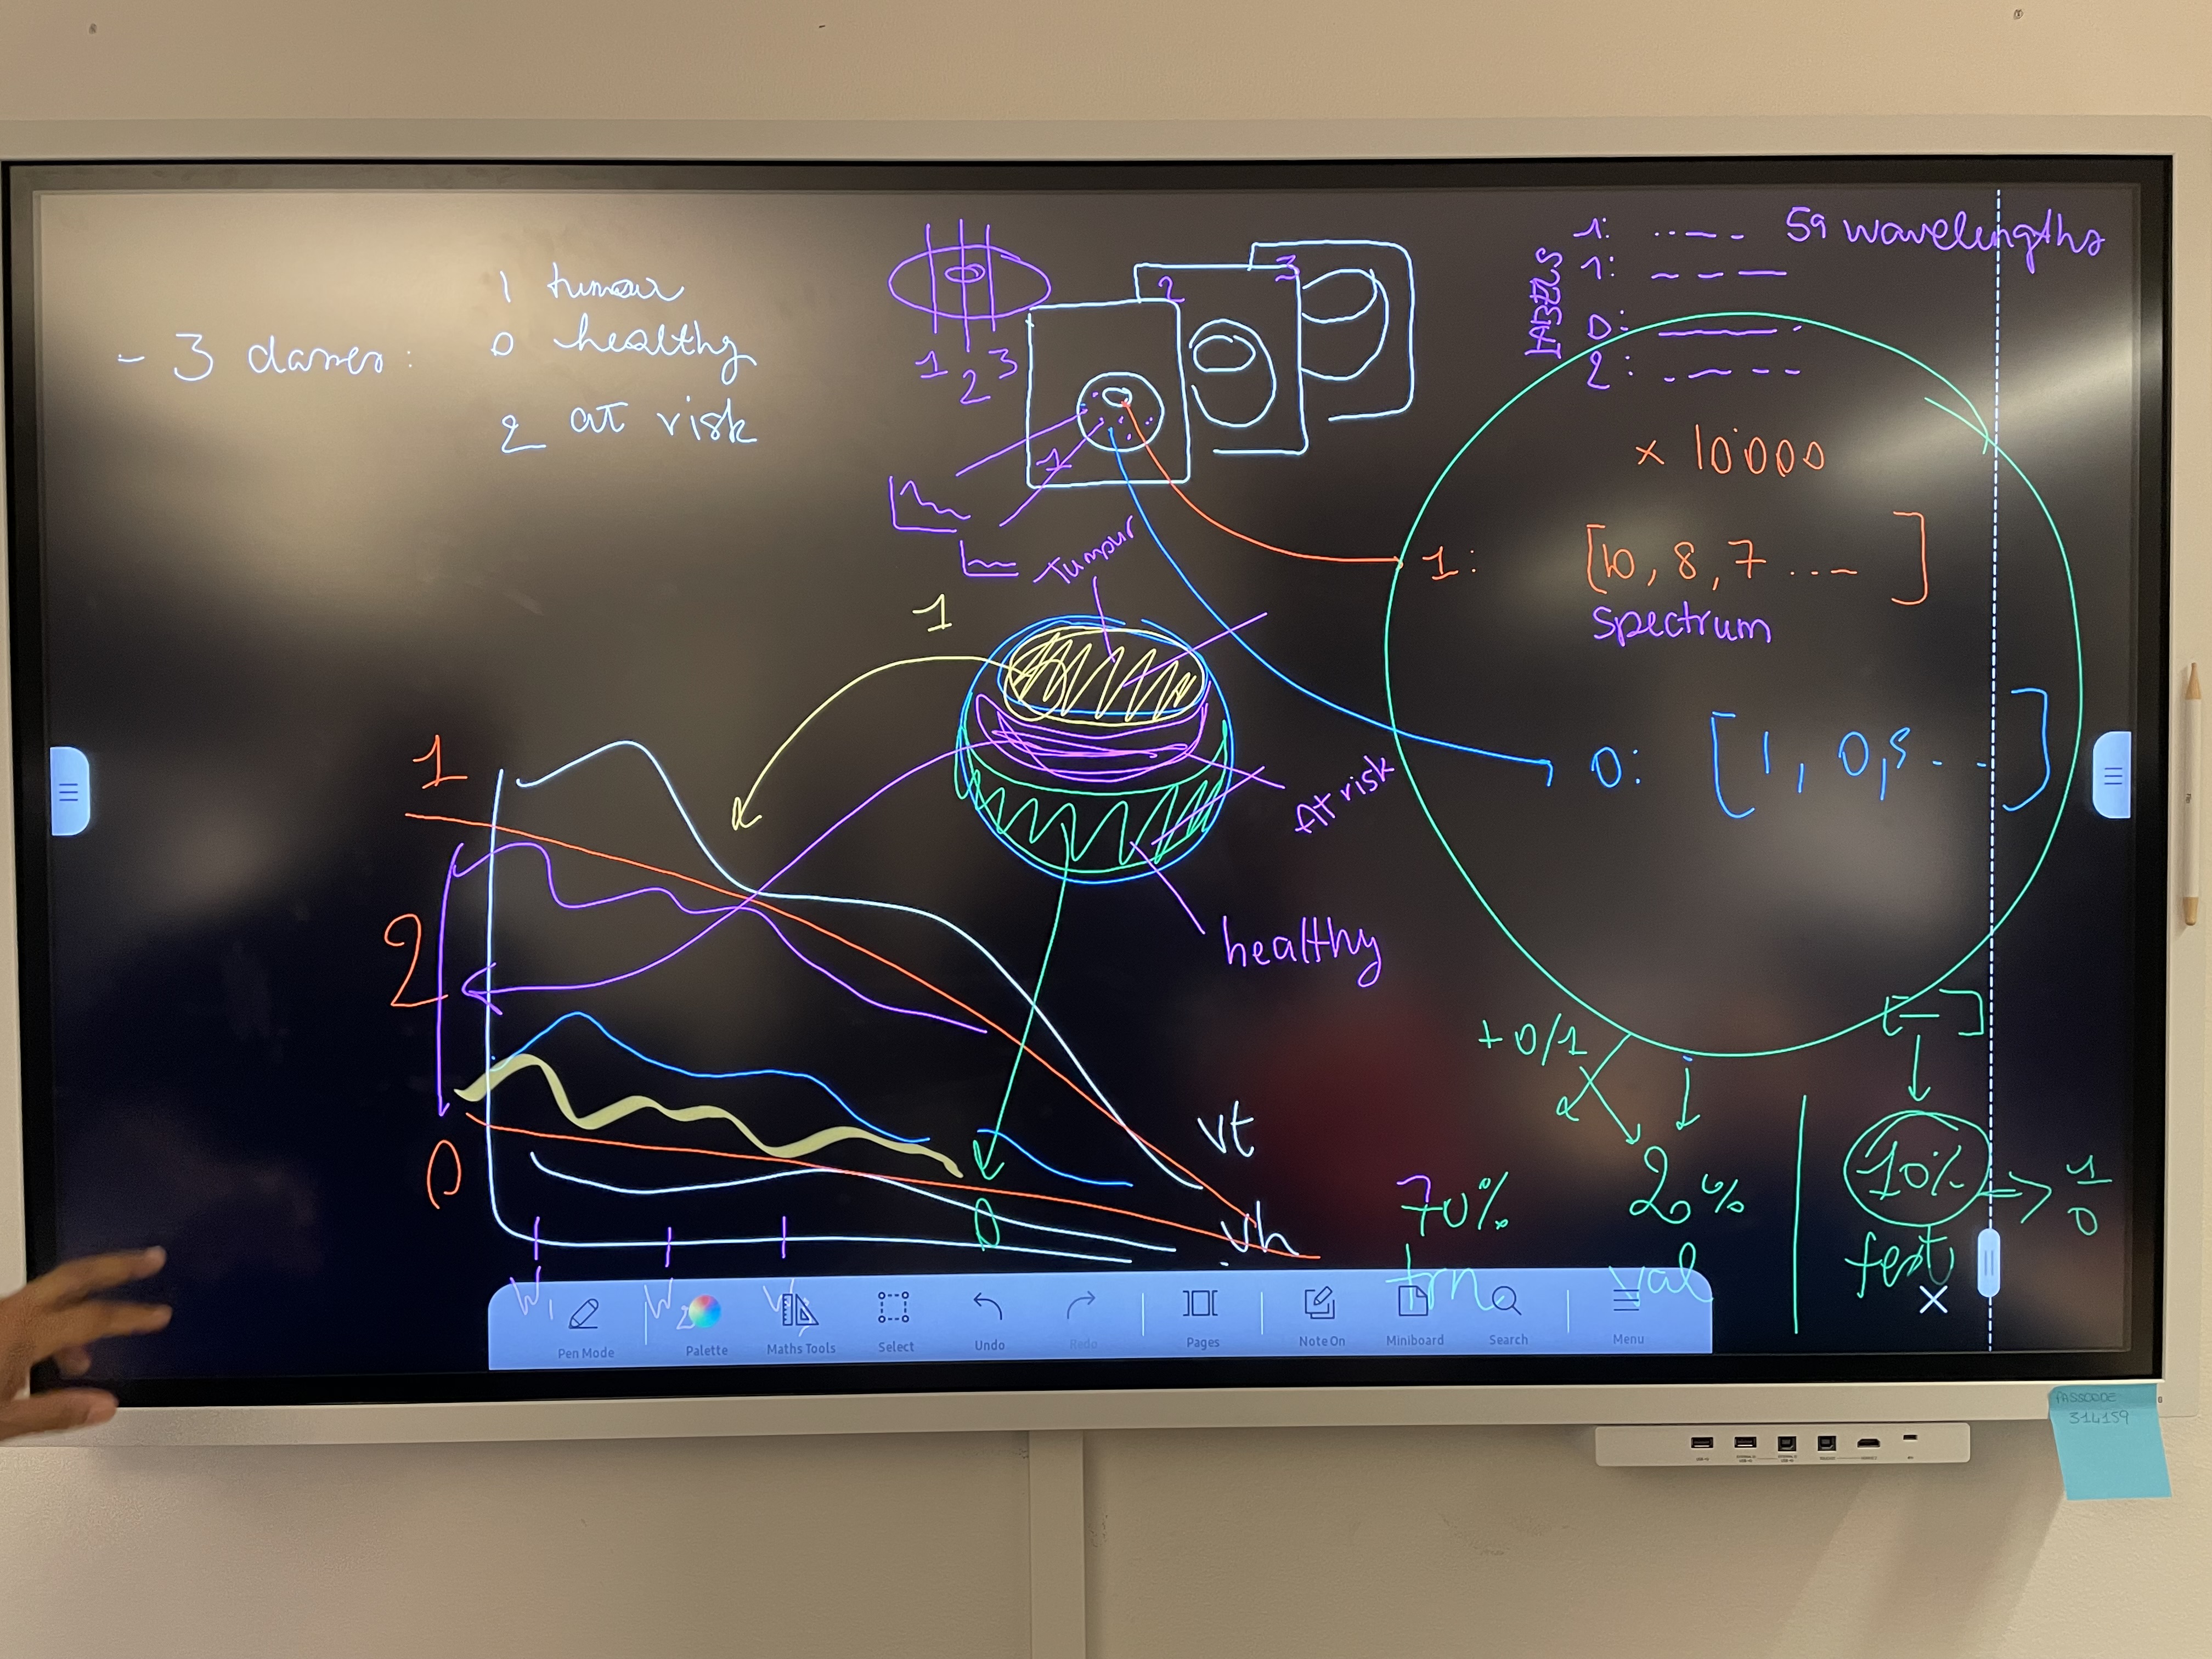 - 3 classes:
1 tumour
0 healthy
2 at risk
1 2 3
1
2
3
LABELS
1: 59 wavelengths
1:
0:
2:
x 10000
1: [10, 8, 7 ... ]
spectrum
0: [1, 0,5 ... ]
Tumour
1
At risk
healthy
1
2
0
vt
vh
0
W1 W2 W3
+0/1
[—]
70%
trn
20%
val
10%
test
1
0
Pen Mode
Palette
Maths Tools
Select
Undo
Redo
Pages
Note On
Miniboard
Search
Menu
PASSCODE
314159